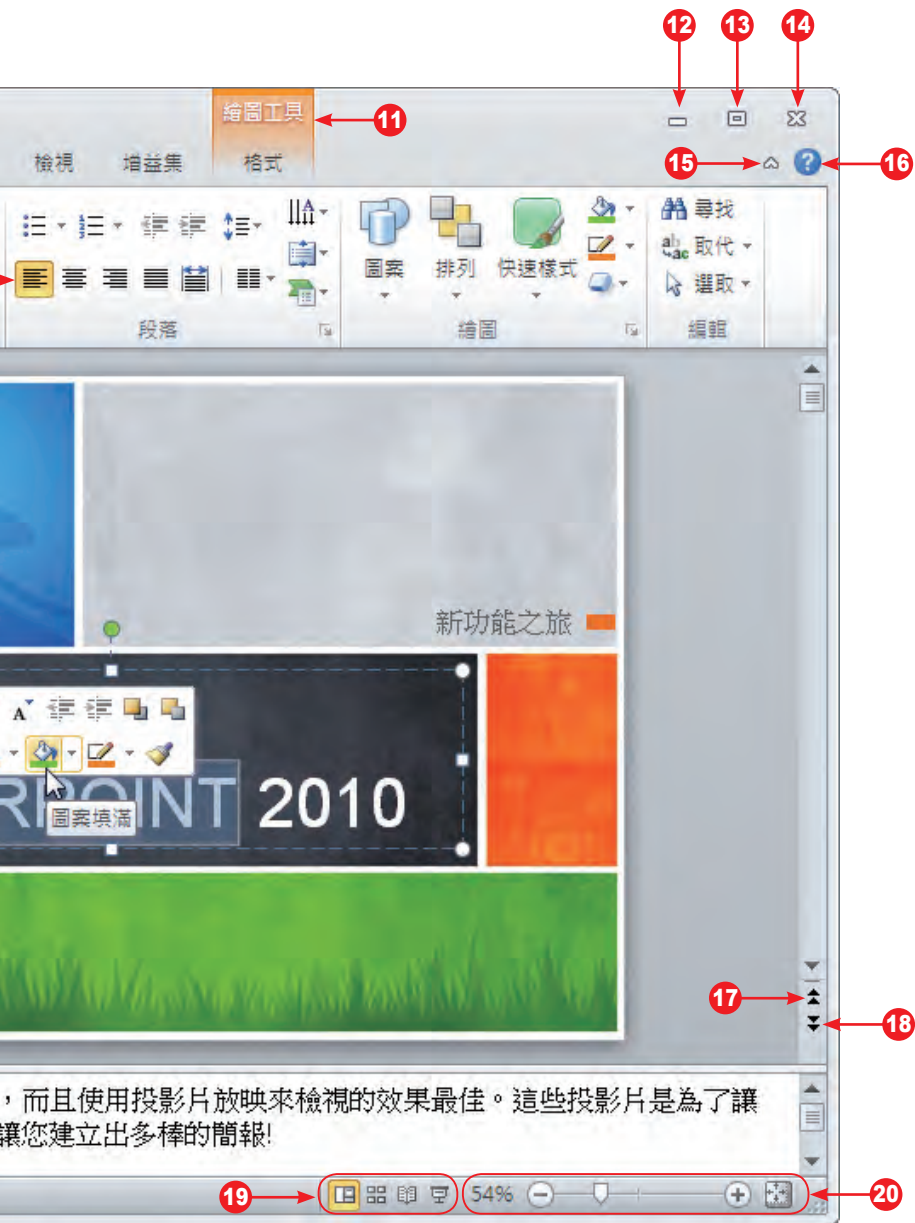 12 13 14
繪圖工具 11
15 ? 16
檢視 增益集 格式
尋找
取代
圖案 排列 快速樣式
選取
段落 繪圖 編輯
新功能之旅
A
RPOINT 2010
圖案填滿
17
18
，而且使用投影片放映來檢視的效果最佳。這些投影片是為了讓
讓您建立出多棒的簡報!
19 54% 20